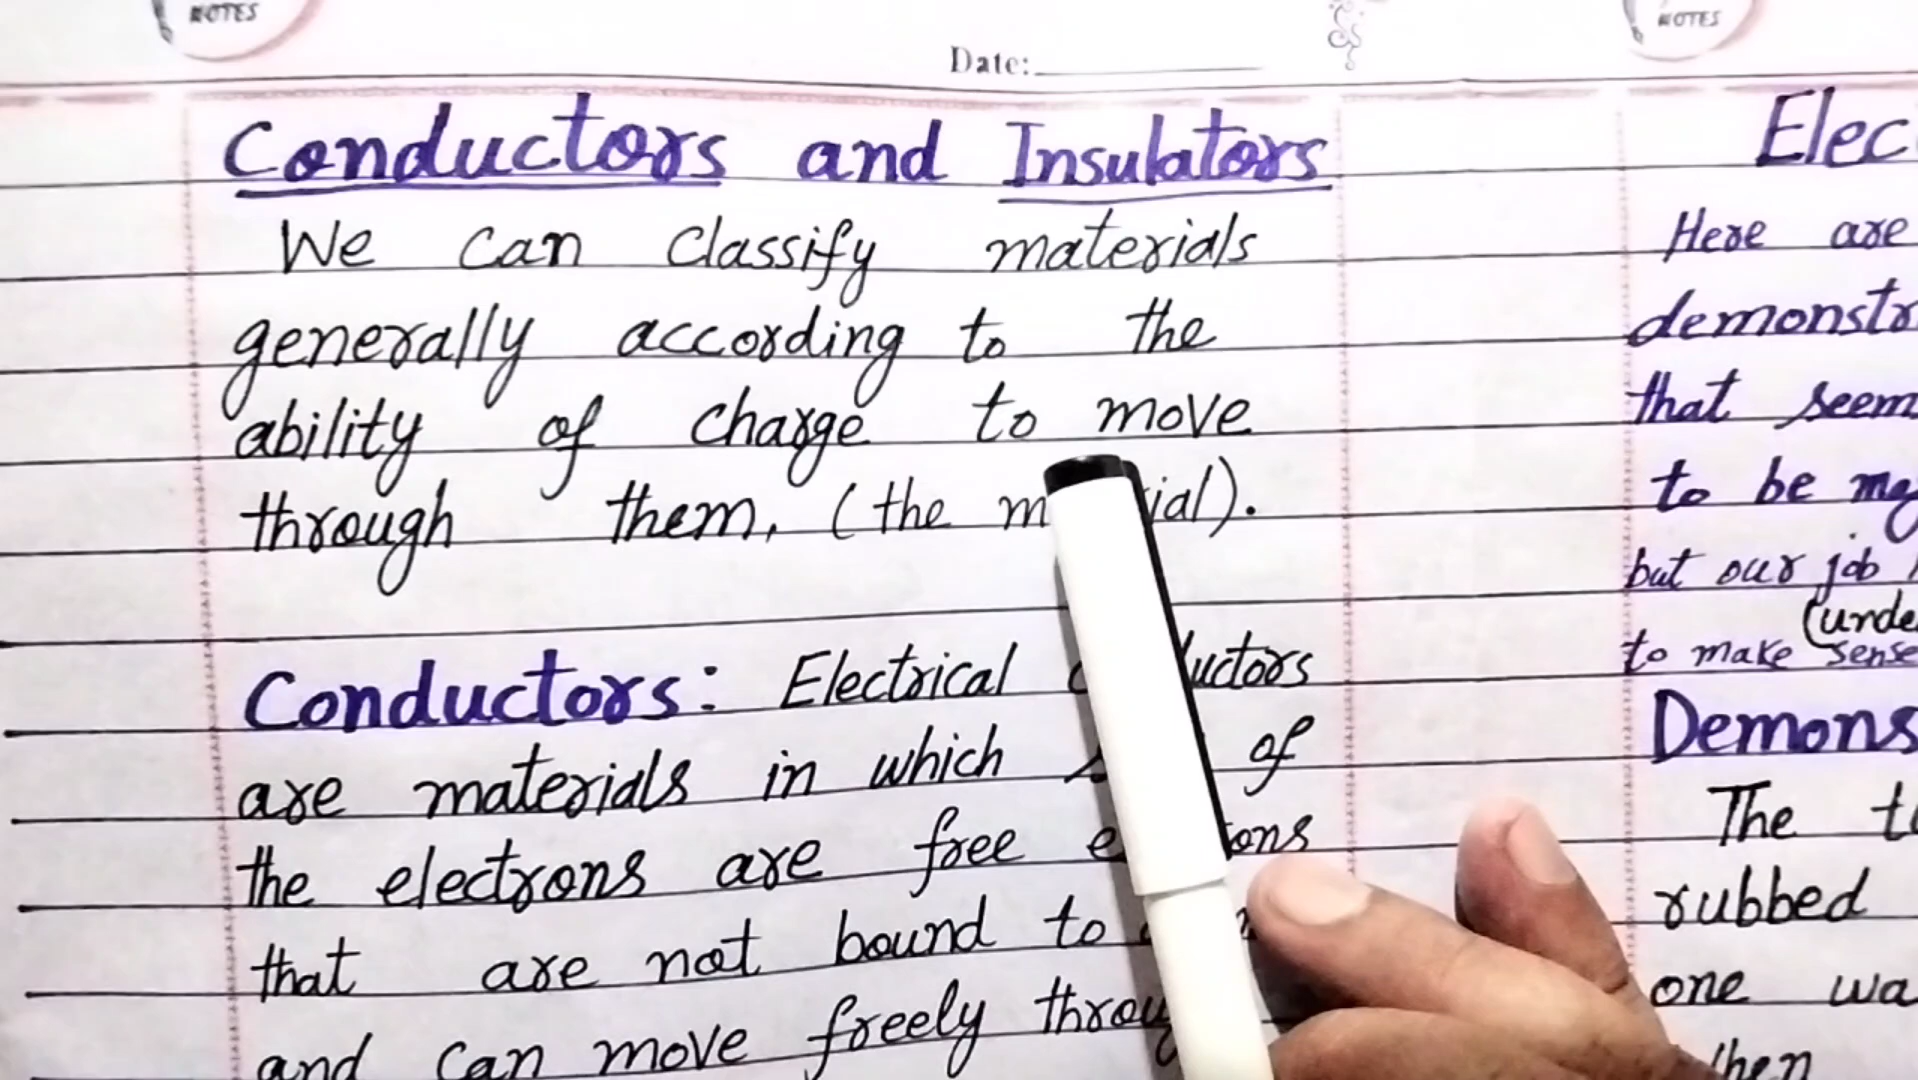 NOTES
NOTES
Date:
Conductors and Insulators
We can classify materials
generally according to the
ability of charge to move
through them, (the m ial).
Conductors: Electrical c uctors
are materials in which s of
the electrons are free e ons
that are not bound to
and can move freely throug
Elec
Here are
demonstr
that seem
to be mg
but our job
(unde
to make sense
Demons
The t
rubbed
one wa
then